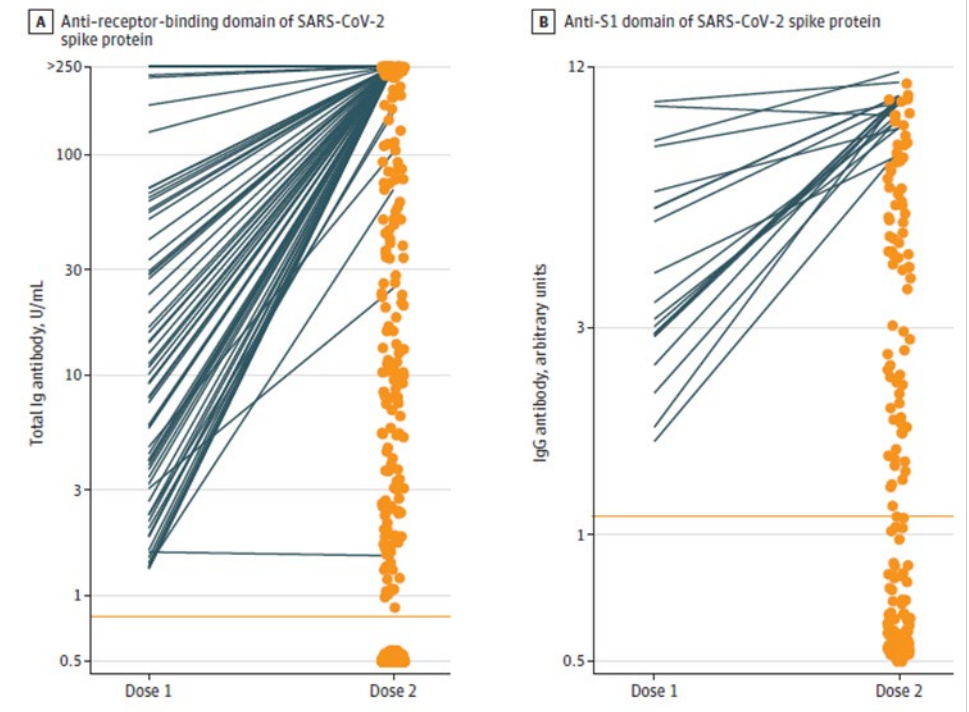 A Anti-receptor-binding domain of SARS-CoV-2
spike protein
>250
100
30
10
3
1
0.5
Total Ig antibody, U/mL
Dose 1
Dose 2
B Anti-S1 domain of SARS-CoV-2 spike protein
12
3
1
0.5
IgG antibody, arbitrary units
Dose 1
Dose 2